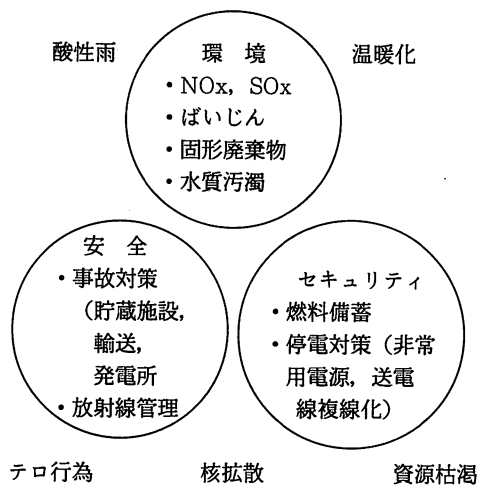 酸性雨
環 境
温暖化
・NOx，SOx
・ばいじん
・固形廃棄物
・水質汚濁
安 全
・事故対策
（貯蔵施設，
輸送，
発電所
・放射線管理
セキュリティ
・燃料備蓄
・停電対策（非常
用電源，送電
線複線化）
テロ行為
核拡散
資源枯渇